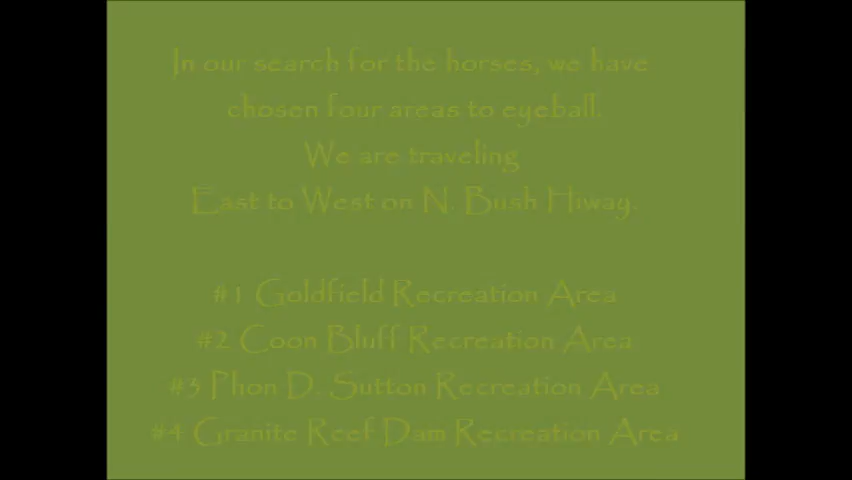 In our search for the horses, we have
chosen four areas to eyeball.
We are traveling
East to West on N. Bush Hiway.
#1 Goldfield Recreation Area
#2 Coon Bluff Recreation Area
#3 Phon D. Sutton Recreation Area
#4 Granite Reef Dam Recreation Area